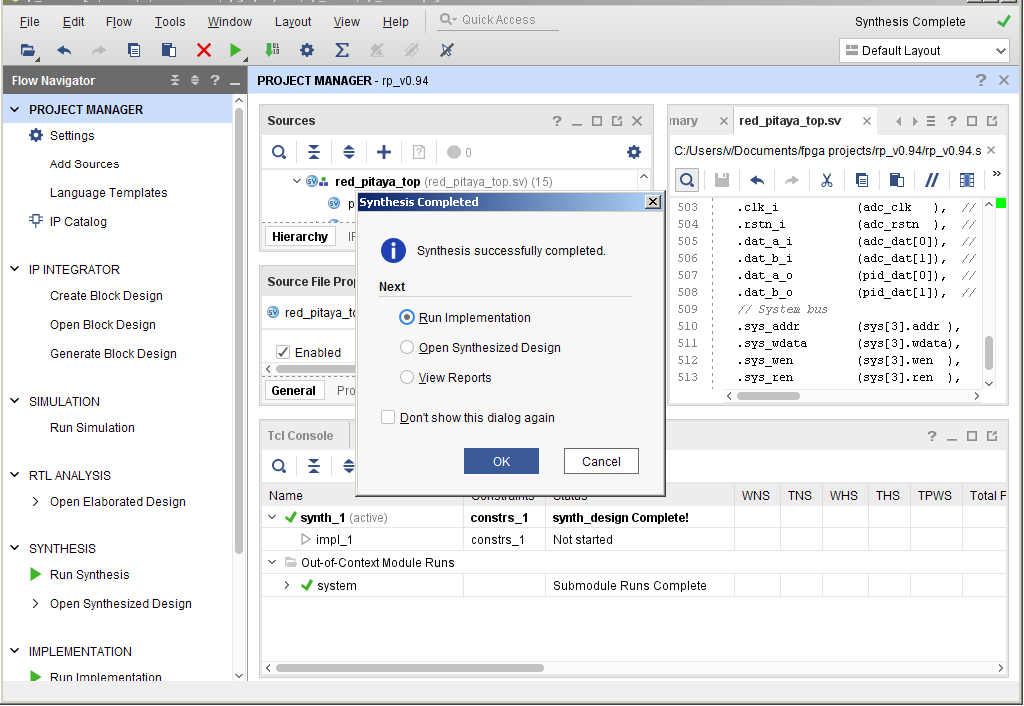 File Edit Flow Tools Window Layout View Help Quick Access Synthesis Complete
Default Layout
Flow Navigator
PROJECT MANAGER
Settings
Add Sources
Language Templates
IP Catalog
IP INTEGRATOR
Create Block Design
Open Block Design
Generate Block Design
SIMULATION
Run Simulation
RTL ANALYSIS
Open Elaborated Design
SYNTHESIS
Run Synthesis
Open Synthesized Design
IMPLEMENTATION
Run Implementation
PROJECT MANAGER - rp_v0.94
Sources
0
red_pitaya_top (red_pitaya_top.sv) (15)
p
Hierarchy IP
Source File Prop
red_pitaya_to
Enabled
General Pro
Synthesis Completed
Synthesis successfully completed.
Next
Run Implementation
Open Synthesized Design
View Reports
Don't show this dialog again
OK Cancel
mary red_pitaya_top.sv
C:/Users/v/Documents/fpga projects/rp_v0.94/rp_v0.94.s
503 .clk_i (adc_clk ), //
504 .rstn_i (adc_rstn ), //
505 .dat_a_i (adc_dat[0]), //
506 .dat_b_i (adc_dat[1]), //
507 .dat_a_o (pid_dat[0]), //
508 .dat_b_o (pid_dat[1]), //
509 // System bus
510 .sys_addr (sys[3].addr ),
511 .sys_wdata (sys[3].wdata),
512 .sys_wen (sys[3].wen ),
513 .sys_ren (sys[3].ren ),
Tcl Console
Name Constraints Status WNS TNS WHS THS TPWS Total F
synth_1 (active) constrs_1 synth_design Complete!
impl_1 constrs_1 Not started
Out-of-Context Module Runs
system Submodule Runs Complete